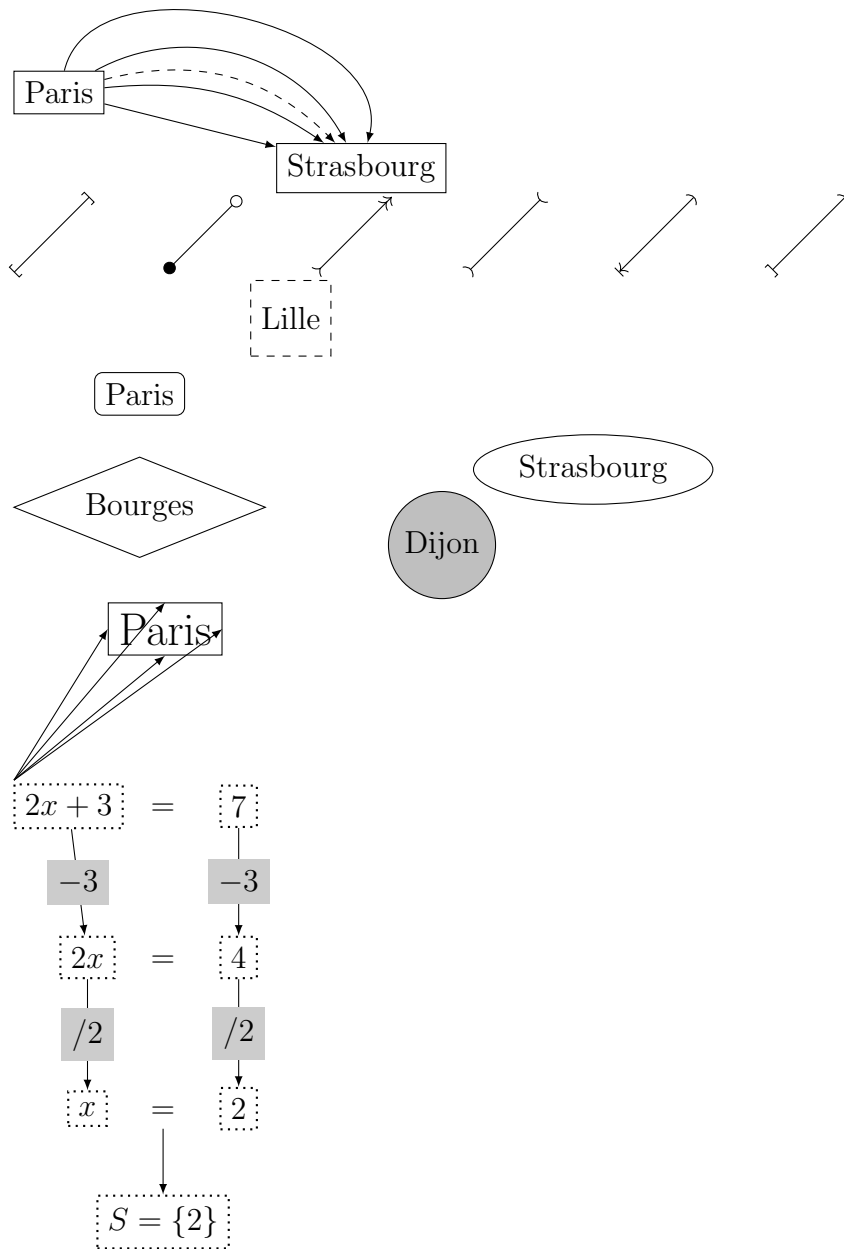 Paris
Strasbourg
Lille
Paris
Strasbourg
Bourges
Dijon
Paris
2x + 3 = 7
−3 −3
2x = 4
/2 /2
x = 2
S = {2}